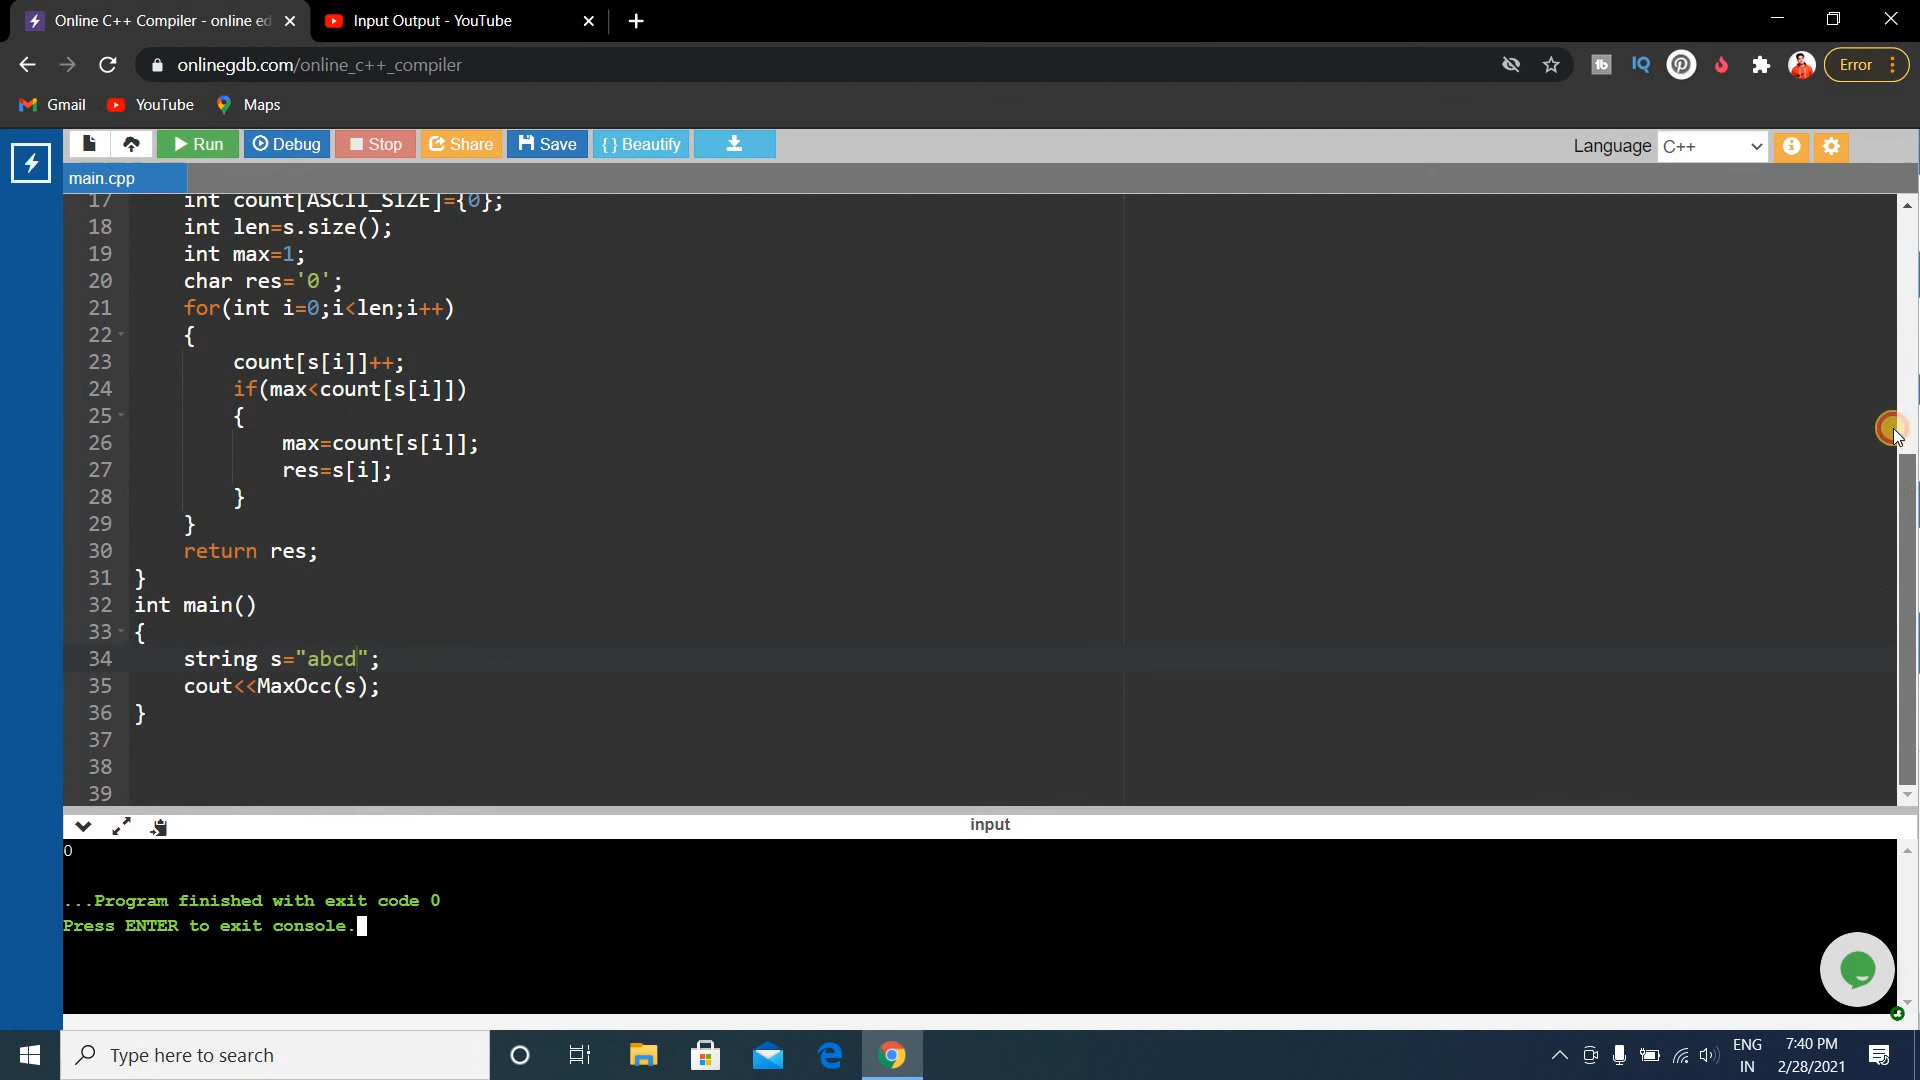 Online C++ Compiler - online ed
Input Output - YouTube
onlinegdb.com/online_c++_compiler
IQ
Error
Gmail YouTube Maps
Run Debug Stop Share Save { } Beautify
Language C++
main.cpp
17 int count[ASCII_SIZE]={0};
18 int len=s.size();
19 int max=1;
20 char res='0';
21 for(int i=0;i<len;i++)
22 {
23 count[s[i]]++;
24 if(max<count[s[i]])
25 {
26 max=count[s[i]];
27 res=s[i];
28 }
29 }
30 return res;
31 }
32 int main()
33 {
34 string s="abcd";
35 cout<<MaxOcc(s);
36 }
37
38
39
input
0
...Program finished with exit code 0
Press ENTER to exit console.
Type here to search
ENG
IN
7:40 PM
2/28/2021